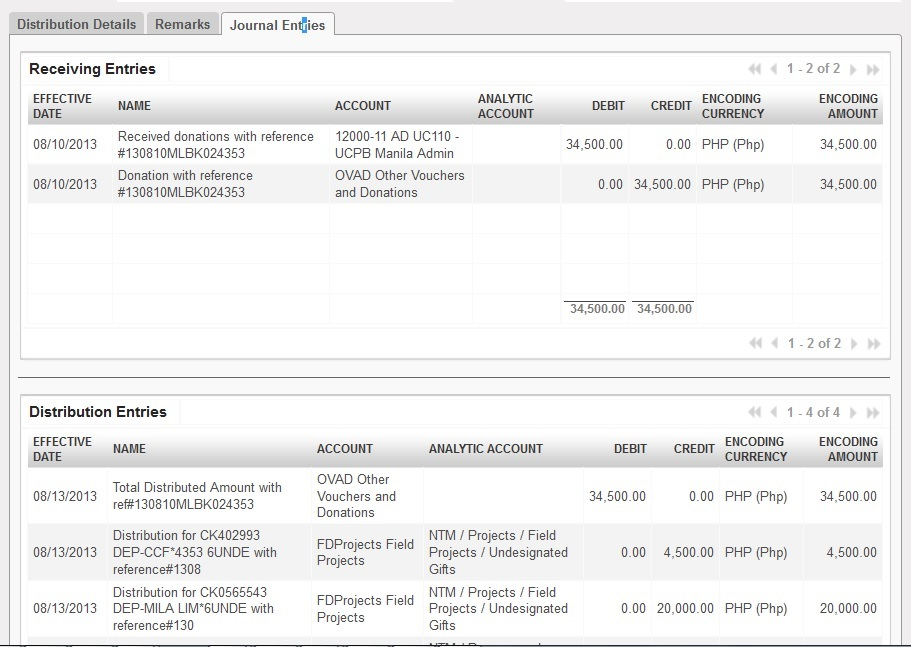 Distribution Details Remarks Journal Entries
Receiving Entries 1 - 2 of 2
EFFECTIVE DATE NAME ACCOUNT ANALYTIC ACCOUNT DEBIT CREDIT ENCODING CURRENCY ENCODING AMOUNT
08/10/2013 Received donations with reference #130810MLBK024353 12000-11 AD UC110 - UCPB Manila Admin 34,500.00 0.00 PHP (Php) 34,500.00
08/10/2013 Donation with reference #130810MLBK024353 OVAD Other Vouchers and Donations 0.00 34,500.00 PHP (Php) 34,500.00
34,500.00 34,500.00
1 - 2 of 2
Distribution Entries 1 - 4 of 4
EFFECTIVE DATE NAME ACCOUNT ANALYTIC ACCOUNT DEBIT CREDIT ENCODING CURRENCY ENCODING AMOUNT
08/13/2013 Total Distributed Amount with ref#130810MLBK024353 OVAD Other Vouchers and Donations 34,500.00 0.00 PHP (Php) 34,500.00
08/13/2013 Distribution for CK402993 DEP-CCF*4353 6UNDE with reference#1308 FDProjects Field Projects NTM / Projects / Field Projects / Undesignated Gifts 0.00 4,500.00 PHP (Php) 4,500.00
08/13/2013 Distribution for CK0565543 DEP-MILA LIM*6UNDE with reference#130 FDProjects Field Projects NTM / Projects / Field Projects / Undesignated Gifts 0.00 20,000.00 PHP (Php) 20,000.00